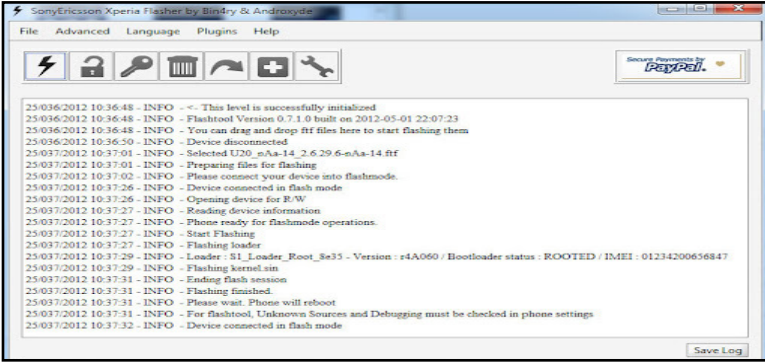 SonyEricsson Xperia Flasher by Bin4ry & Androxyde
File Advanced Language Plugins Help
Secure Payments by
PayPal.
25/036/2012 10:36:48 - INFO - <- This level is successfully initialized
25/036/2012 10:36:48 - INFO - Flashtool Version 0.7.1.0 built on 2012-05-01 22:07:23
25/036/2012 10:36:48 - INFO - You can drag and drop ftf files here to start flashing them
25/036/2012 10:36:50 - INFO - Device disconnected
25/037/2012 10:37:01 - INFO - Selected U20_nAa-14_2.6.29.6-nAa-14.ftf
25/037/2012 10:37:01 - INFO - Preparing files for flashing
25/037/2012 10:37:02 - INFO - Please connect your device into flashmode.
25/037/2012 10:37:26 - INFO - Device connected in flash mode
25/037/2012 10:37:26 - INFO - Opening device for R/W
25/037/2012 10:37:27 - INFO - Reading device information
25/037/2012 10:37:27 - INFO - Phone ready for flashmode operations.
25/037/2012 10:37:27 - INFO - Start Flashing
25/037/2012 10:37:27 - INFO - Flashing loader
25/037/2012 10:37:29 - INFO - Loader : S1_Loader_Root_8e35 - Version : r4A060 / Bootloader status : ROOTED / IMEI : 01234200656847
25/037/2012 10:37:29 - INFO - Flashing kernel.sin
25/037/2012 10:37:31 - INFO - Ending flash session
25/037/2012 10:37:31 - INFO - Flashing finished.
25/037/2012 10:37:31 - INFO - Please wait. Phone will reboot
25/037/2012 10:37:31 - INFO - For flashtool, Unknown Sources and Debugging must be checked in phone settings
25/037/2012 10:37:32 - INFO - Device connected in flash mode
Save Log